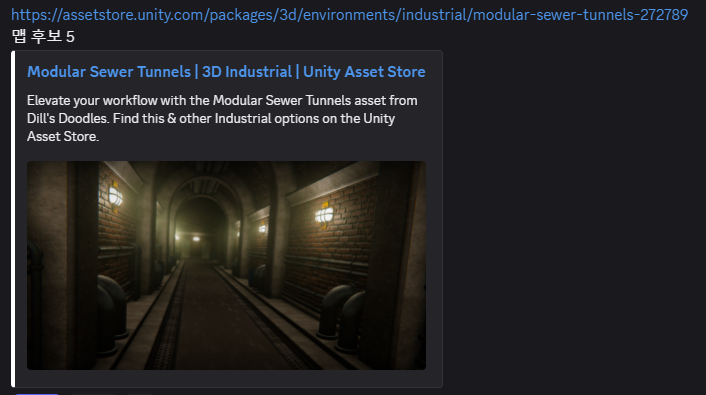 https://assetstore.unity.com/packages/3d/environments/industrial/modular-sewer-tunnels-272789
맵 후보 5
Modular Sewer Tunnels | 3D Industrial | Unity Asset Store
Elevate your workflow with the Modular Sewer Tunnels asset from
Dill's Doodles. Find this & other Industrial options on the Unity
Asset Store.